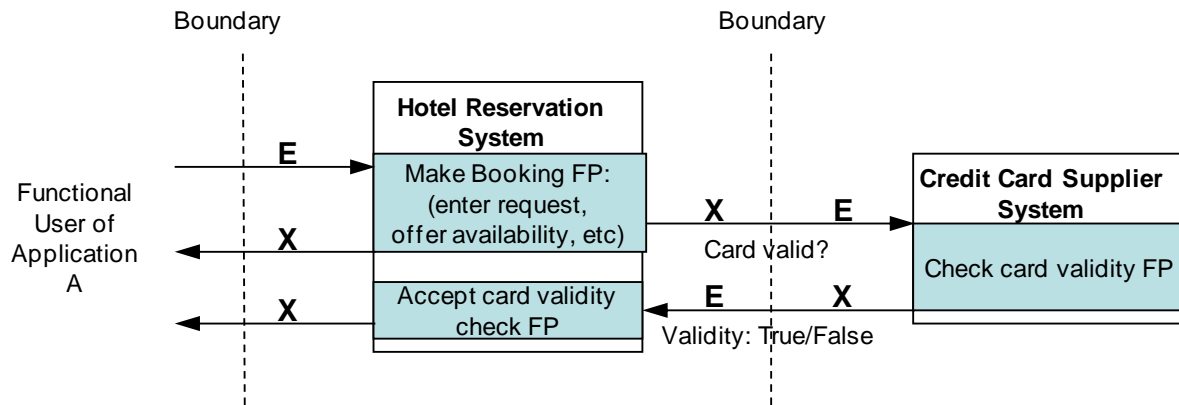 Boundary
Boundary
Hotel Reservation
System
E
Make Booking FP:
(enter request,
offer availability, etc)
X
Functional
User of
Application
A
X
E
Card valid?
Credit Card Supplier
System
Check card validity FP
Accept card validity
check FP
X
E
X
Validity: True/False